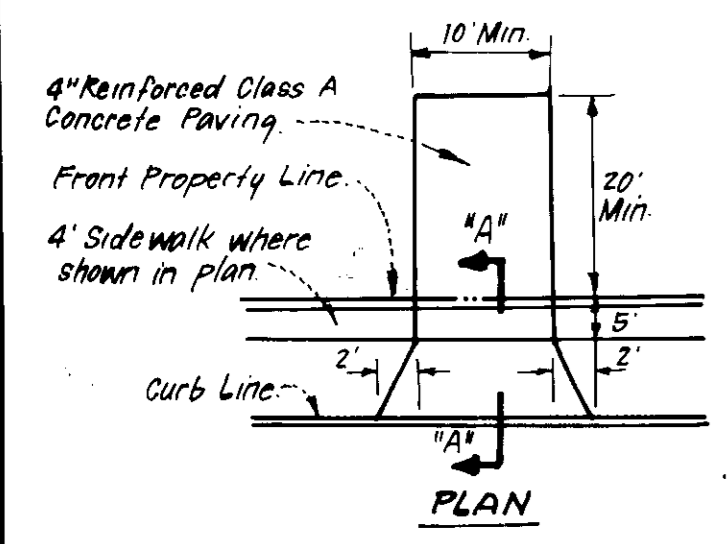 10' Min.
4" Reinforced Class A
Concrete Paving.
Front Property Line.
20'
Min.
"A"
4' Sidewalk where
shown in plan.
5'
2'
2'
Curb Line.
"A"
PLAN